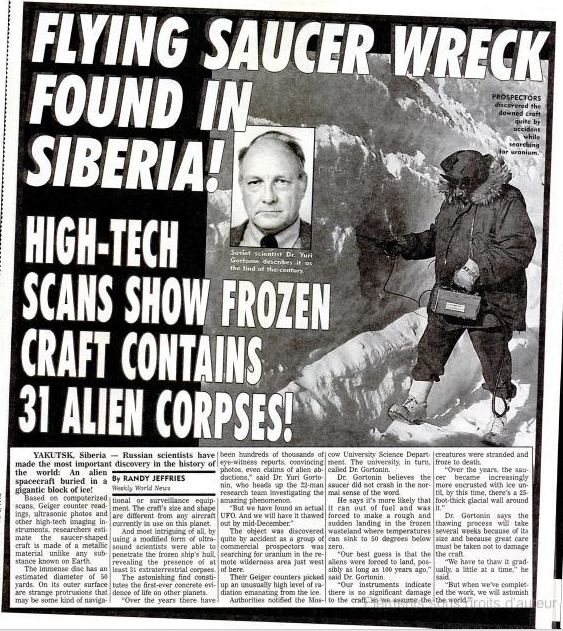 FLYING SAUCER WRECK
FOUND IN
SIBERIA!
PROSPECTORS
discovered the
downed craft
quite by
accident
while
searching
for uranium.
Soviet scientist Dr. Yuri
Gortonin describes it as
the find of the century.
HIGH-TECH
SCANS SHOW FROZEN
CRAFT CONTAINS
31 ALIEN CORPSES!
YAKUTSK, Siberia — Russian scientists have
made the most important discovery in the history of
the world: An alien
spacecraft buried in a
gigantic block of ice!
Based on computerized
scans, Geiger counter read-
ings, ultrasonic photos and
other high-tech imaging in-
struments, researchers esti-
mate the saucer-shaped
craft is made of a metallic
material unlike any sub-
stance known on Earth.
The immense disc has an
estimated diameter of 50
yards. On its outer surface
are strange protrusions that
may be some kind of naviga-
By RANDY JEFFRIES
Weekly World News
tional or surveillance equip-
ment. The craft's size and shape
are different from any aircraft
currently in use on this planet.
And most intriguing of all, by
using a modified form of ultra-
sound scientists were able to
penetrate the frozen ship's hull,
revealing the presence of at
least 31 extraterrestrial corpses.
The astonishing find consti-
tutes the first-ever concrete evi-
dence of life on other planets.
"Over the years there have
been hundreds of thousands of
eye-witness reports, convincing
photos, even claims of alien ab-
ductions," said Dr. Yuri Gorto-
nin, who heads up the 22-man
research team investigating the
amazing phenomenon.
"But we have found an actual
UFO. And we will have it thawed
out by mid-December."
The object was discovered
quite by accident as a group of
commercial prospectors was
searching for uranium in the re-
mote wilderness area just west
of here.
Their Geiger counters picked
up an unusually high level of ra-
diation emanating from the ice.
Authorities notified the Mos-
cow University Science Depart-
ment. The university, in turn,
called Dr. Gortonin.
Dr. Gortonin believes the
saucer did not crash in the nor-
mal sense of the word.
He says it's more likely that
it ran out of fuel and was
forced to make a rough and
sudden landing in the frozen
wasteland where temperatures
can sink to 50 degrees below
zero.
"Our best guess is that the
aliens were forced to land, pos-
sibly as long as 100 years ago,"
said Dr. Gortonin.
"Our instruments indicate
there is no significant damage
to the craft, so we assume the
creatures were stranded and
froze to death.
"Over the years, the sau-
cer became increasingly
more encrusted with ice un-
til, by this time, there's a 25-
foot-thick glacial wall around
it."
Dr. Gortonin says the
thawing process will take
several weeks because of its
size and because great care
must be taken not to damage
the craft.
"We have to thaw it grad-
ually, a little at a time," he
said.
"But when we've complet-
ed the work, we will astonish
the world."
droits d'auteur